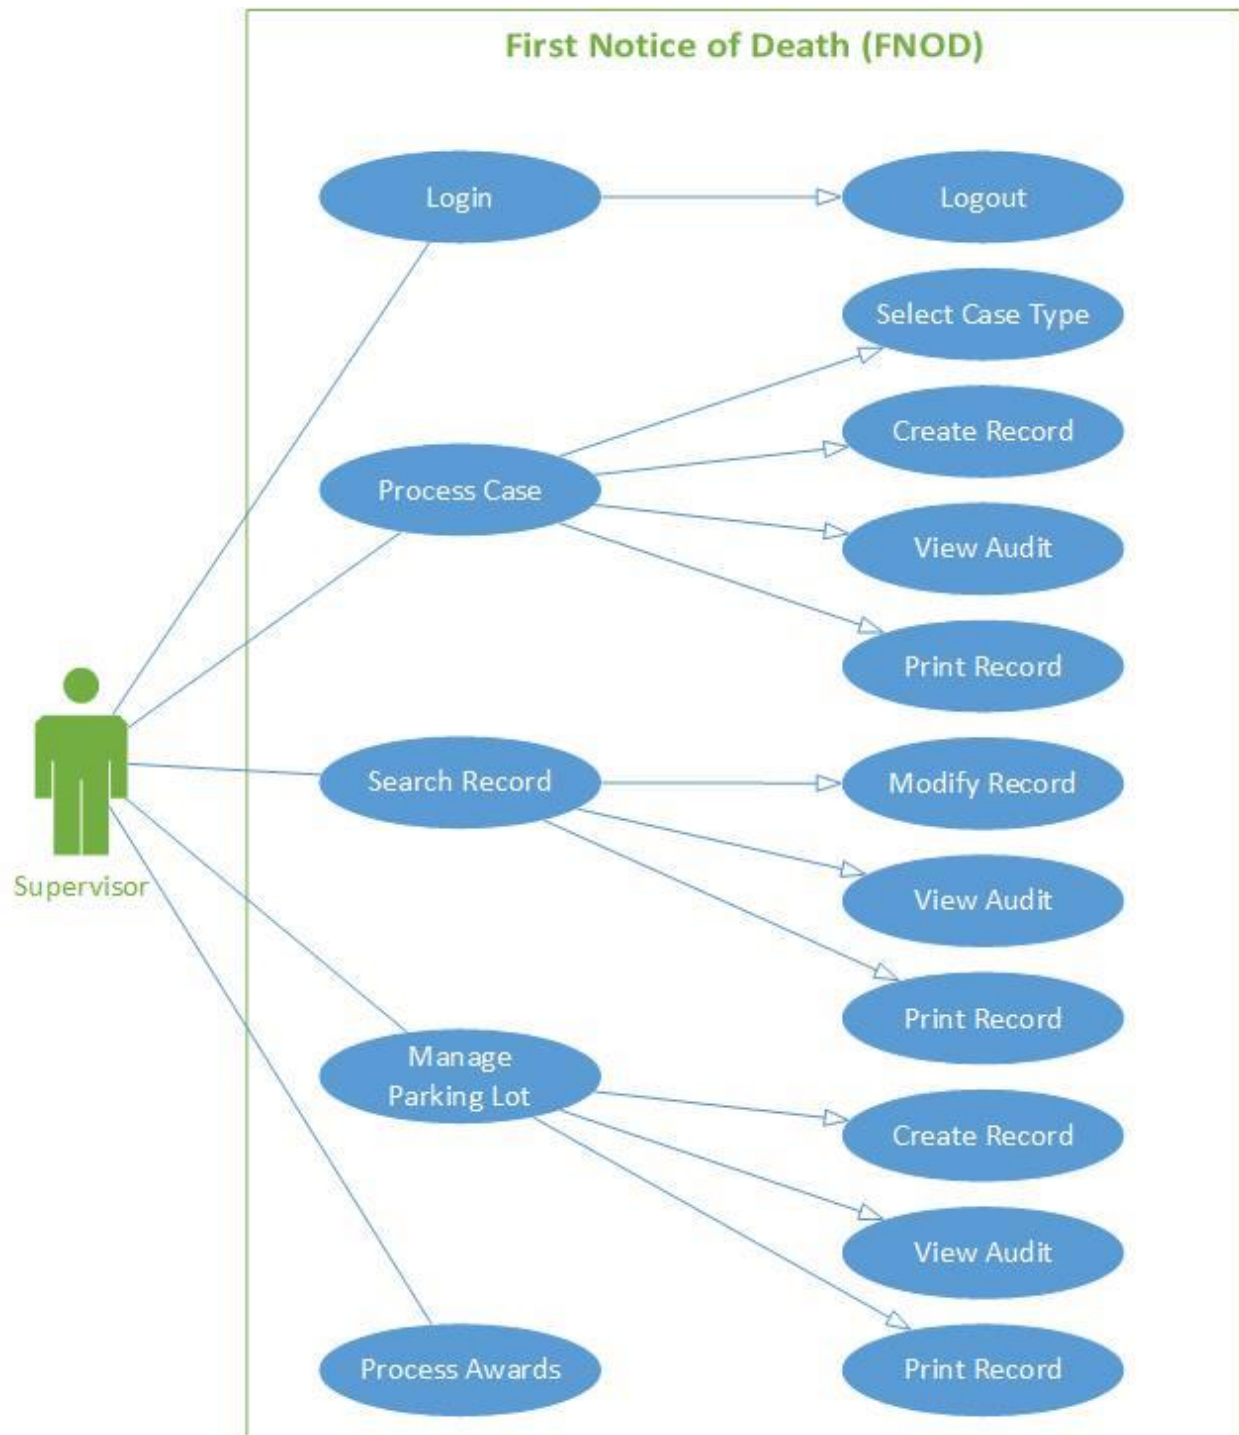 First Notice of Death (FNOD)
Login
Logout
Select Case Type
Create Record
Process Case
View Audit
Print Record
Search Record
Modify Record
Supervisor
View Audit
Print Record
Manage
Parking Lot
Create Record
View Audit
Process Awards
Print Record